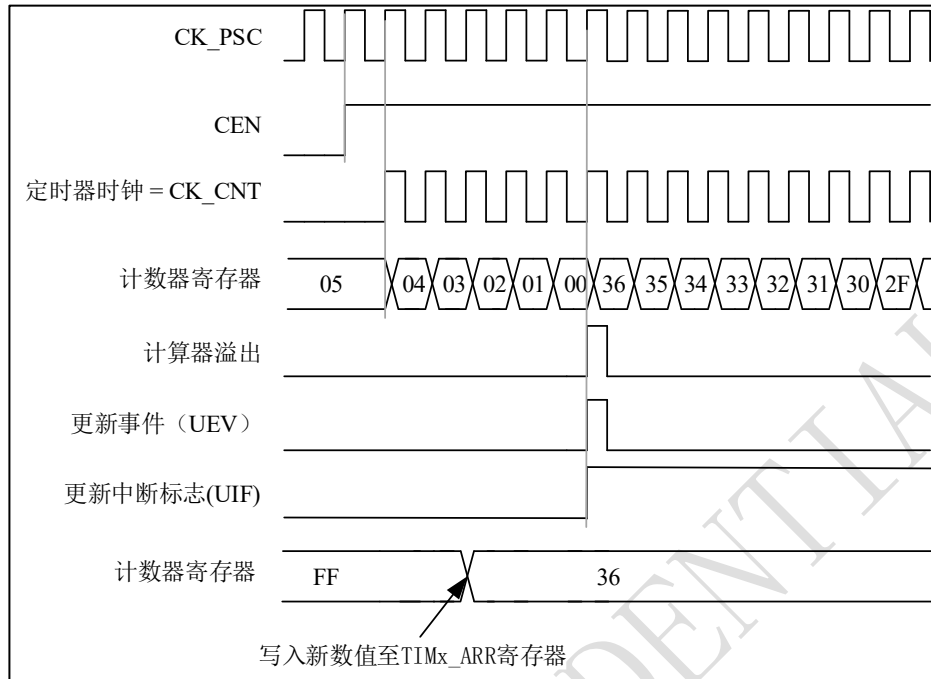 CK_PSC
CEN
定时器时钟 = CK_CNT
计数器寄存器 05 04 03 02 01 00 36 35 34 33 32 31 30 2F
计算器溢出
更新事件（UEV）
更新中断标志(UIF)
计数器寄存器 FF 36
写入新数值至TIMx_ARR寄存器
DENTIAL